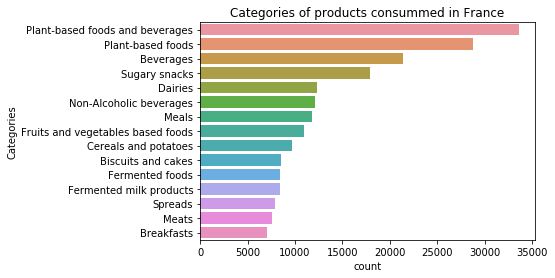 Categories of products consummed in France
Categories
Plant-based foods and beverages
Plant-based foods
Beverages
Sugary snacks
Dairies
Non-Alcoholic beverages
Meals
Fruits and vegetables based foods
Cereals and potatoes
Biscuits and cakes
Fermented foods
Fermented milk products
Spreads
Meats
Breakfasts
0 5000 10000 15000 20000 25000 30000 35000
count